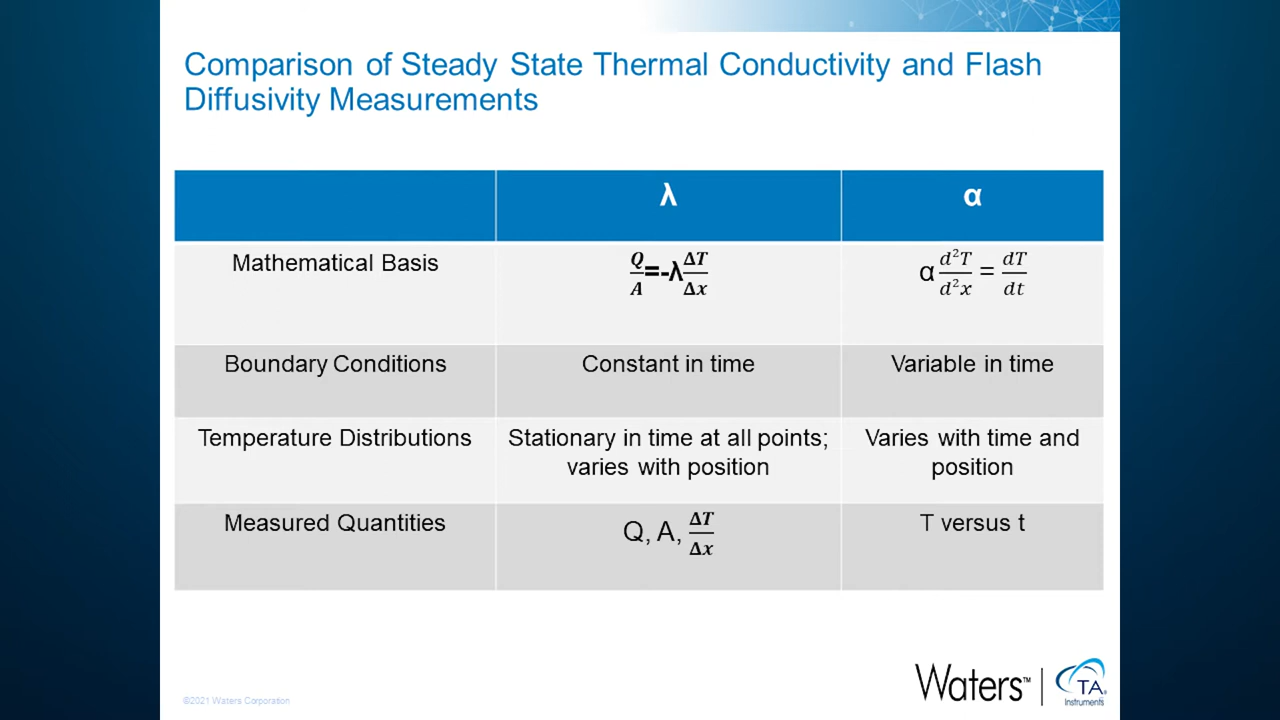 Comparison of Steady State Thermal Conductivity and Flash
Diffusivity Measurements
λ α
Mathematical Basis Q/A=-λΔT/Δx α d²T/d²x = dT/dt
Boundary Conditions Constant in time Variable in time
Temperature Distributions Stationary in time at all points; Varies with time and
varies with position position
Measured Quantities Q, A, ΔT/Δx T versus t
Waters™ TA
Instruments
©2021 Waters Corporation